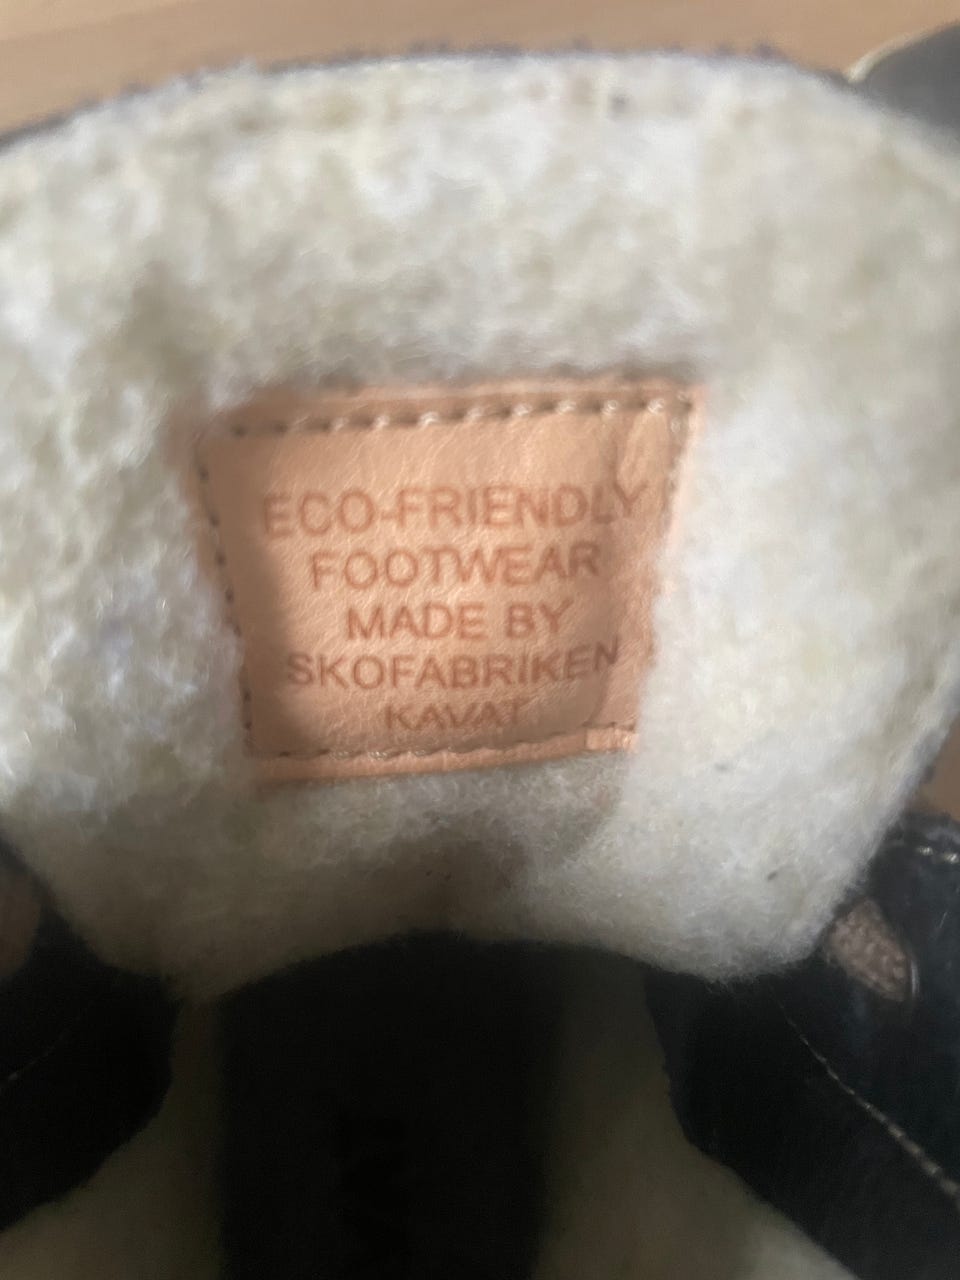 ECO-FRIENDLY
FOOTWEAR
MADE BY
SKOFABRIKEN
KAVAT